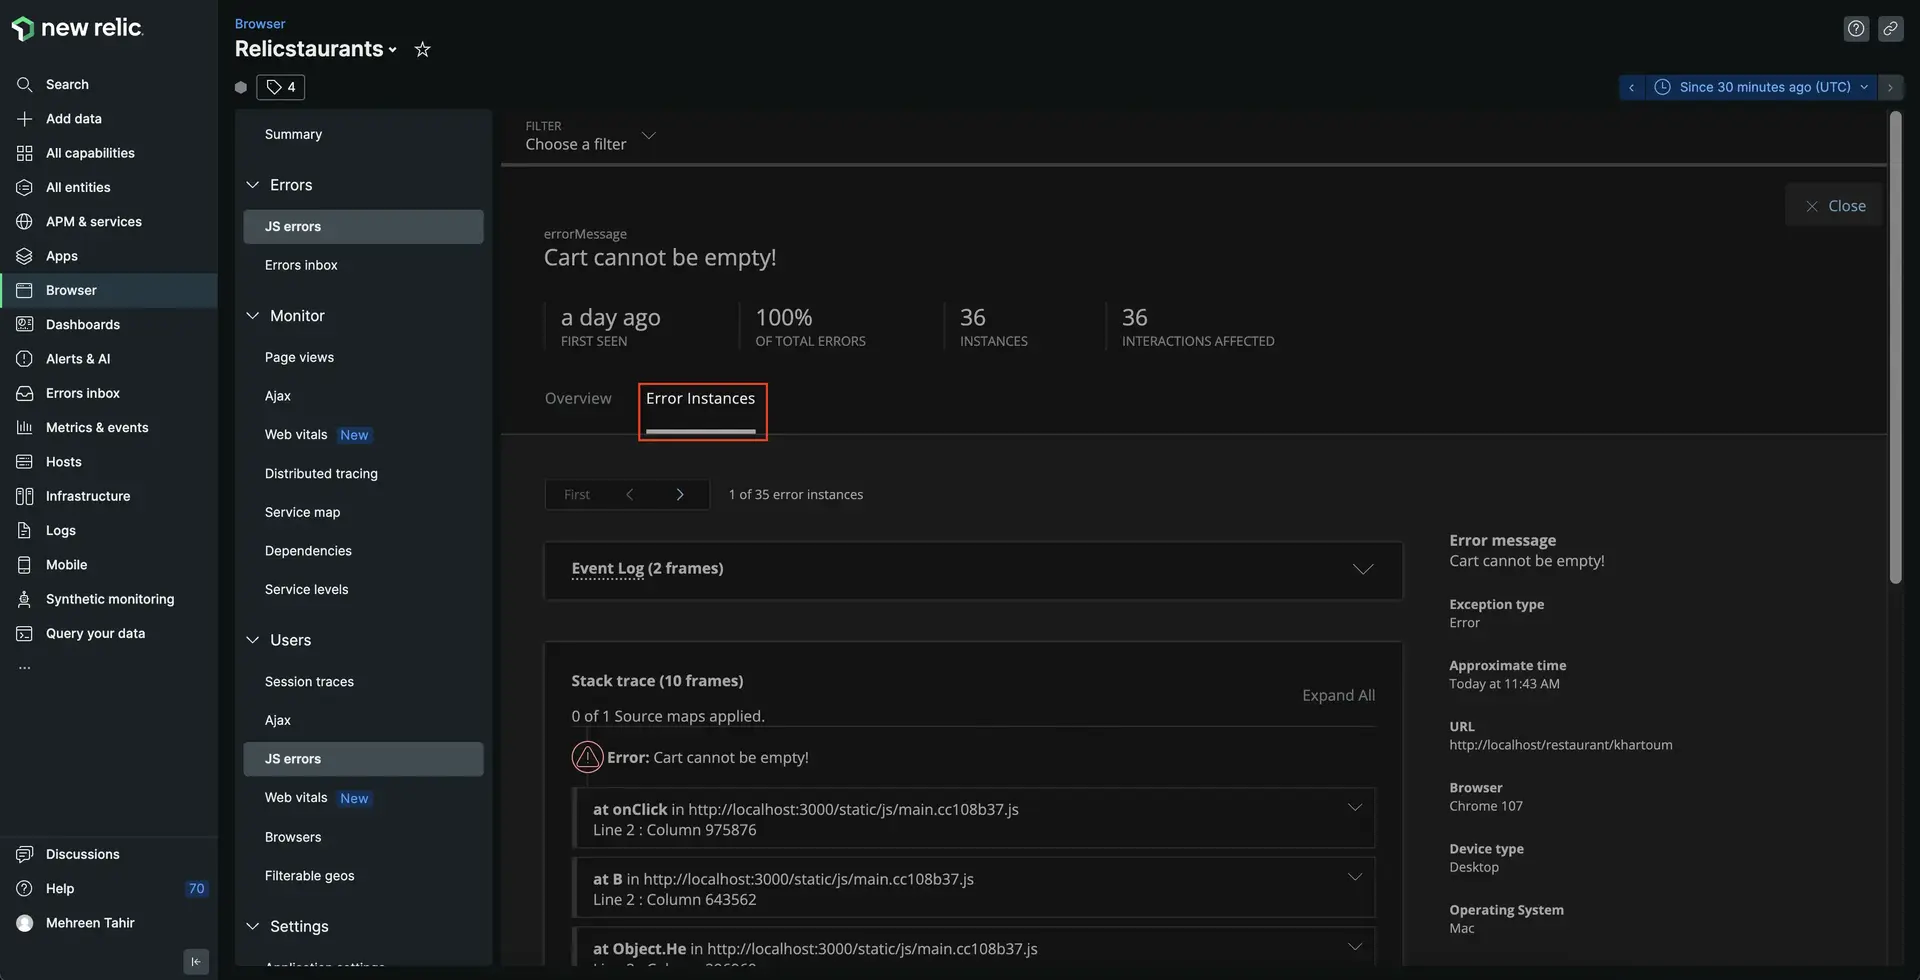 new relic
Search
Add data
All capabilities
All entities
APM & services
Apps
Browser
Dashboards
Alerts & AI
Errors inbox
Metrics & events
Hosts
Infrastructure
Logs
Mobile
Synthetic monitoring
Query your data
...
Discussions
Help 70
Mehreen Tahir
Browser
Relicstaurants
4
Since 30 minutes ago (UTC)
Summary
Errors
JS errors
Errors inbox
Monitor
Page views
Ajax
Web vitals New
Distributed tracing
Service map
Dependencies
Service levels
Users
Session traces
Ajax
JS errors
Web vitals New
Browsers
Filterable geos
Settings
Application settings
FILTER
Choose a filter
Close
errorMessage
Cart cannot be empty!
a day ago
FIRST SEEN
100%
OF TOTAL ERRORS
36
INSTANCES
36
INTERACTIONS AFFECTED
Overview
Error Instances
First
1 of 35 error instances
Event Log (2 frames)
Stack trace (10 frames)
Expand All
0 of 1 Source maps applied.
Error: Cart cannot be empty!
at onClick in http://localhost:3000/static/js/main.cc108b37.js
Line 2 : Column 975876
at B in http://localhost:3000/static/js/main.cc108b37.js
Line 2 : Column 643562
at Object.He in http://localhost:3000/static/js/main.cc108b37.js
Error message
Cart cannot be empty!
Exception type
Error
Approximate time
Today at 11:43 AM
URL
http://localhost/restaurant/khartoum
Browser
Chrome 107
Device type
Desktop
Operating System
Mac